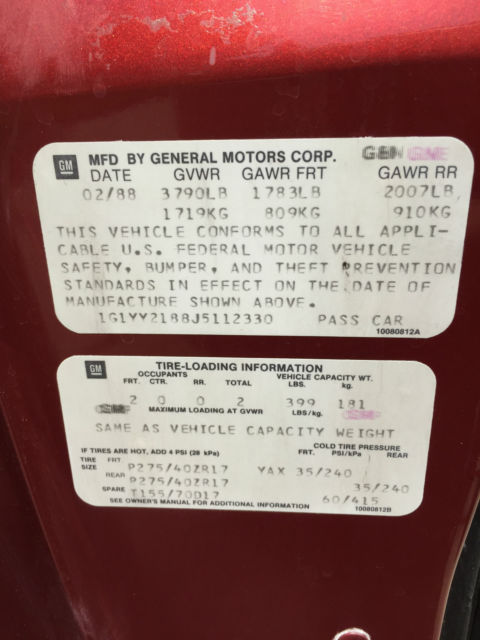 GM MFD BY GENERAL MOTORS CORP.
DATE GVWR GAWR FRT GAWR RR
02/88 3790LB 1783LB 2007LB
1719KG 809KG 910KG
THIS VEHICLE CONFORMS TO ALL APPLI-
CABLE U.S. FEDERAL MOTOR VEHICLE
SAFETY, BUMPER, AND THEFT PREVENTION
STANDARDS IN EFFECT ON THE DATE OF
MANUFACTURE SHOWN ABOVE.
1G1YY2188J5112330 PASS CAR
10080812A
GM TIRE-LOADING INFORMATION
OCCUPANTS VEHICLE CAPACITY WT.
FRT. CTR. RR. TOTAL LBS. kg.
2 0 0 2 399 181
MAXIMUM LOADING AT GVWR LBS/kg.
SAME AS VEHICLE CAPACITY WEIGHT
IF TIRES ARE HOT, ADD 4 PSI (28 kPa) COLD TIRE PRESSURE
TIRE FRT. FRT. PSI/kPa REAR
SIZE P275/40ZR17 YAX 35/240
REAR P275/40ZR17 35/240
SPARE T155/70D17 60/415
SEE OWNER'S MANUAL FOR ADDITIONAL INFORMATION 10080812B